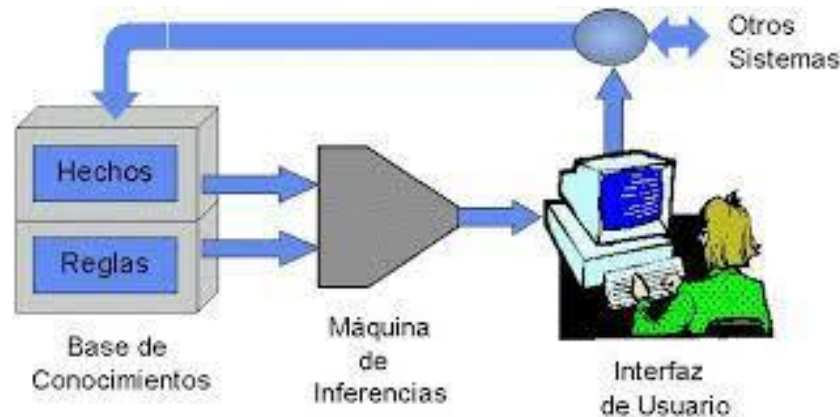 Otros
Sistemas
Hechos
Reglas
Base de
Conocimientos
Máquina
de
Inferencias
Interfaz
de Usuario